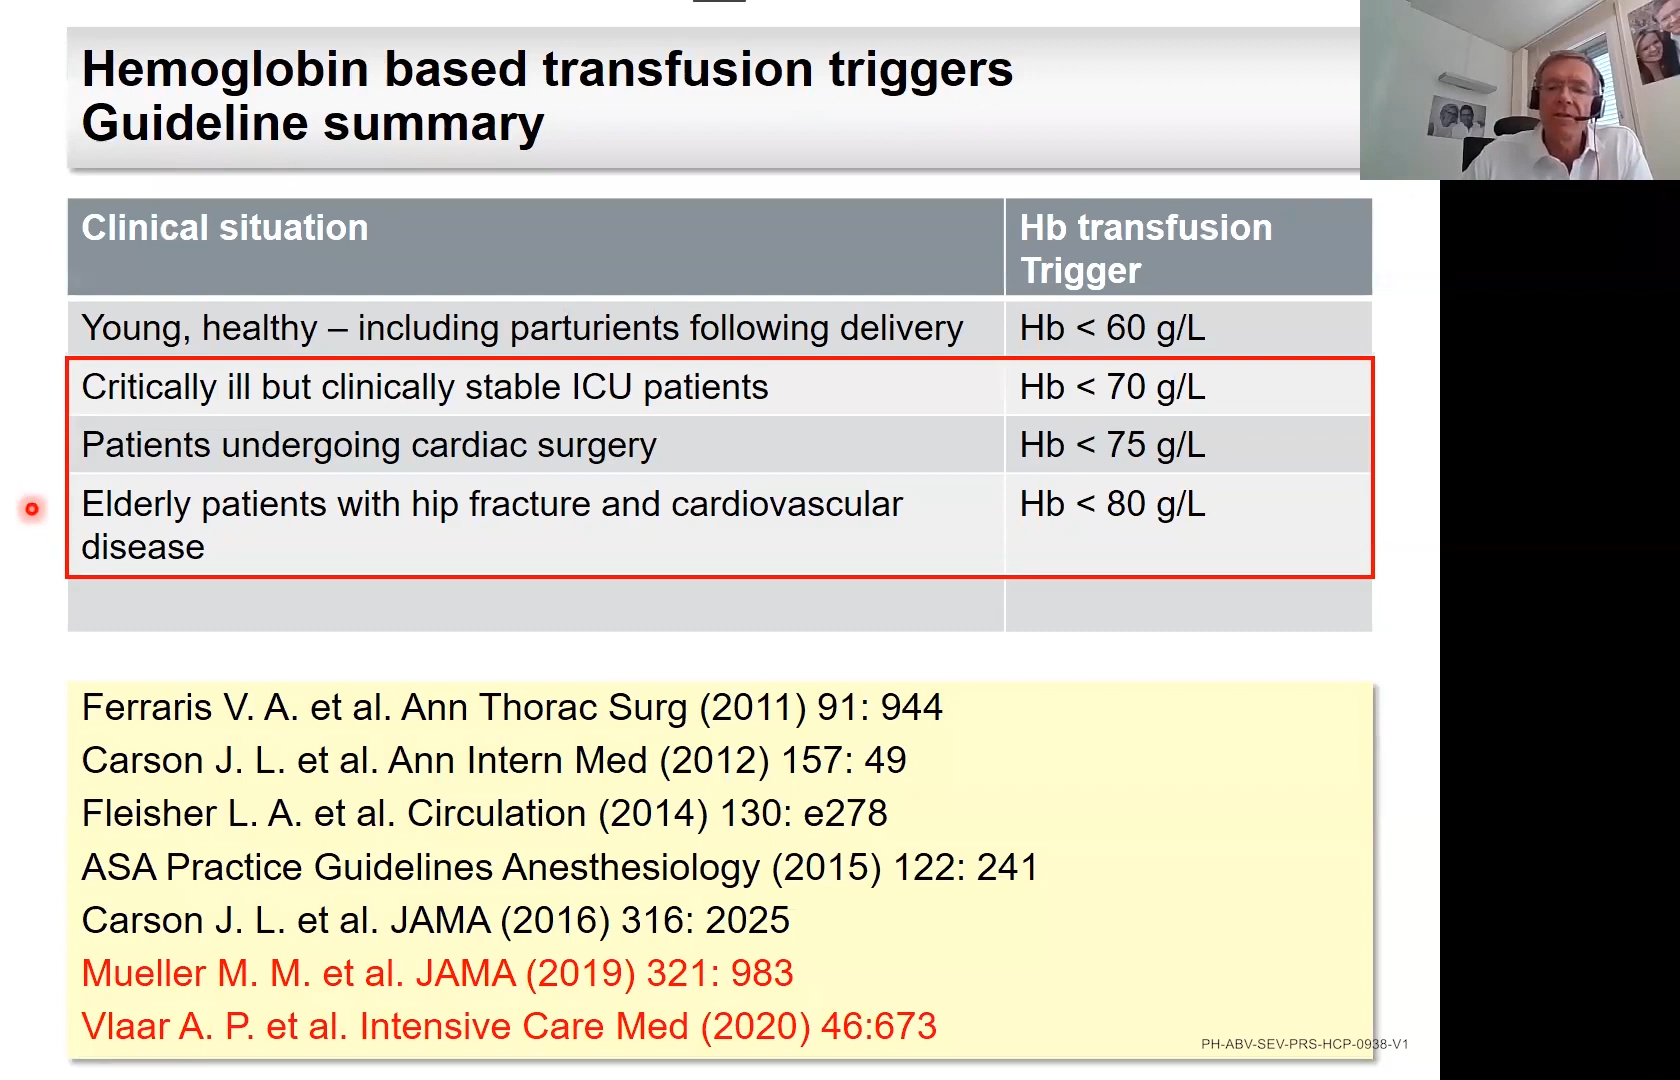 Hemoglobin based transfusion triggers
Guideline summary
Clinical situation
Hb transfusion
Trigger
Young, healthy – including parturients following delivery
Hb < 60 g/L
Critically ill but clinically stable ICU patients
Hb < 70 g/L
Patients undergoing cardiac surgery
Hb < 75 g/L
Elderly patients with hip fracture and cardiovascular
disease
Hb < 80 g/L
Ferraris V. A. et al. Ann Thorac Surg (2011) 91: 944
Carson J. L. et al. Ann Intern Med (2012) 157: 49
Fleisher L. A. et al. Circulation (2014) 130: e278
ASA Practice Guidelines Anesthesiology (2015) 122: 241
Carson J. L. et al. JAMA (2016) 316: 2025
Mueller M. M. et al. JAMA (2019) 321: 983
Vlaar A. P. et al. Intensive Care Med (2020) 46:673
PH-ABV-SEV-PRS-HCP-0938-V1